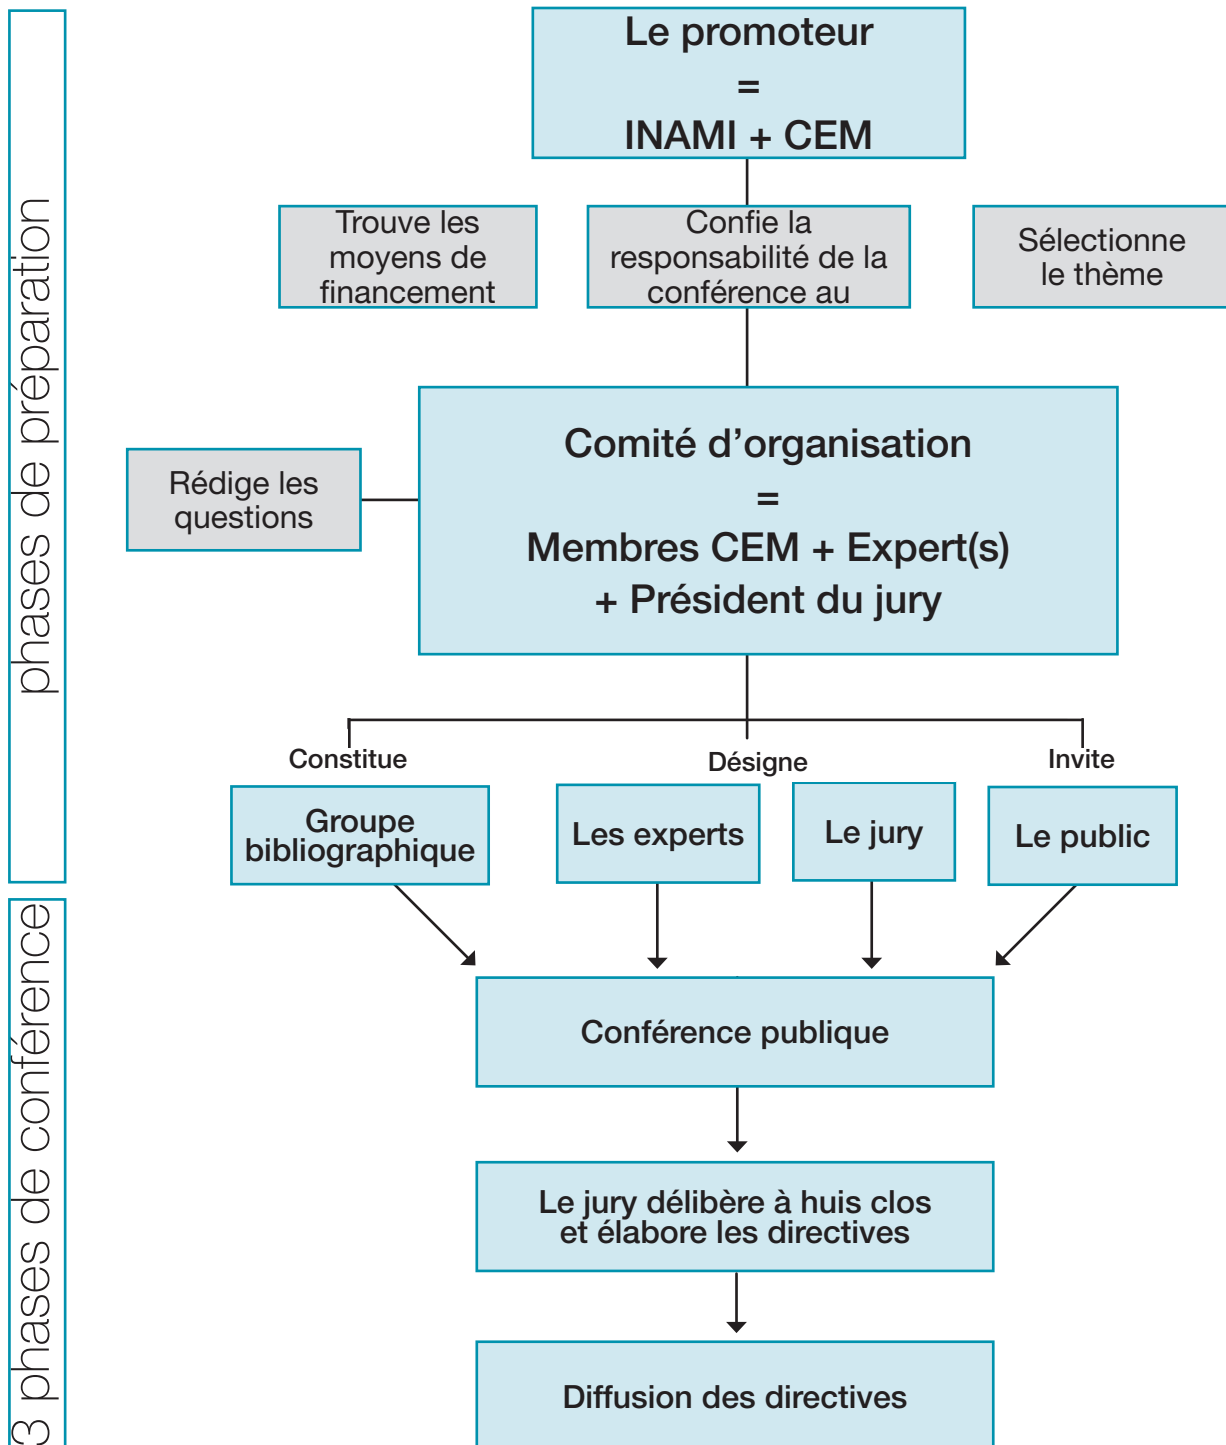 phases de préparation
Le promoteur
=
INAMI + CEM
Trouve les
moyens de
financement
Confie la
responsabilité de la
conférence au
Sélectionne
le thème
Comité d’organisation
=
Membres CEM + Expert(s)
+ Président du jury
Rédige les
questions
Constitue
Désigne
Invite
Groupe
bibliographique
Les experts
Le jury
Le public
3 phases de conférence
Conférence publique
Le jury délibère à huis clos
et élabore les directives
Diffusion des directives